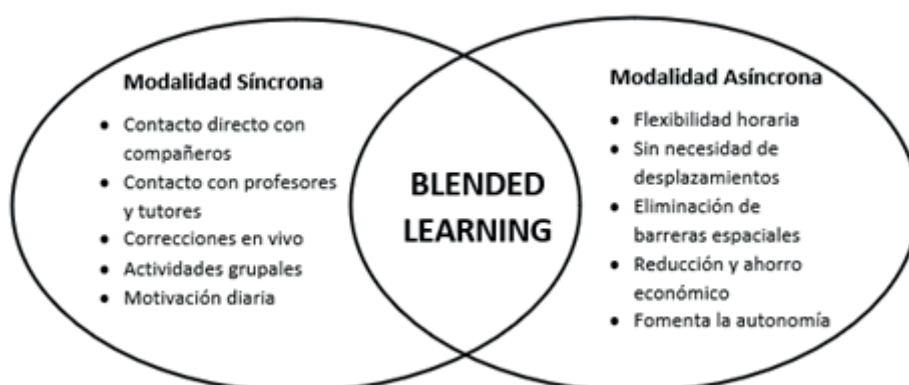 Modalidad Síncrona
• Contacto directo con
compañeros
• Contacto con profesores
y tutores
• Correcciones en vivo
• Actividades grupales
• Motivación diaria
BLENDED
LEARNING
Modalidad Asíncrona
• Flexibilidad horaria
• Sin necesidad de
desplazamientos
• Eliminación de
barreras espaciales
• Reducción y ahorro
económico
• Fomenta la autonomía